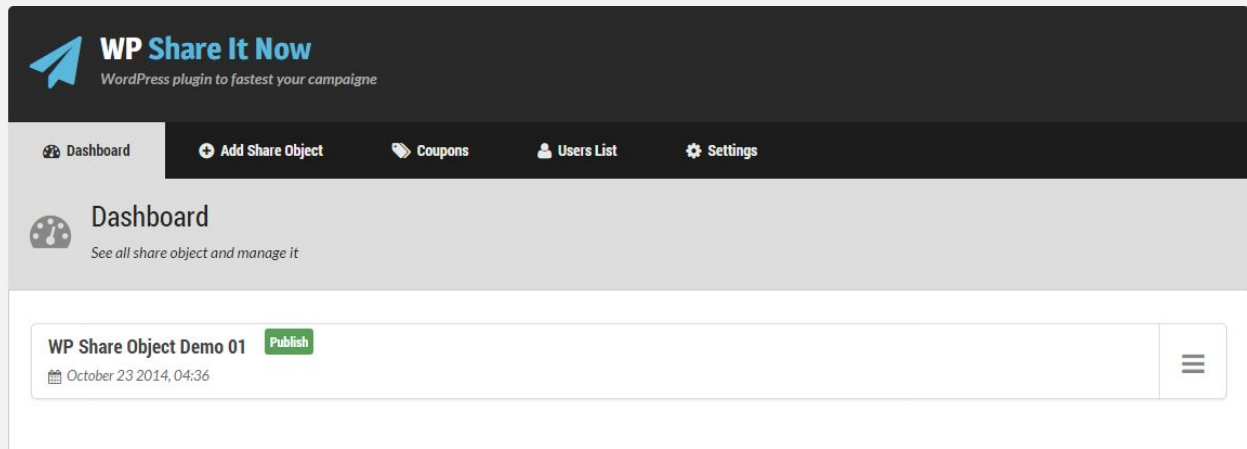 WP Share It Now
WordPress plugin to fastest your campaigne
Dashboard
Add Share Object
Coupons
Users List
Settings
Dashboard
See all share object and manage it
WP Share Object Demo 01
Publish
October 23 2014, 04:36